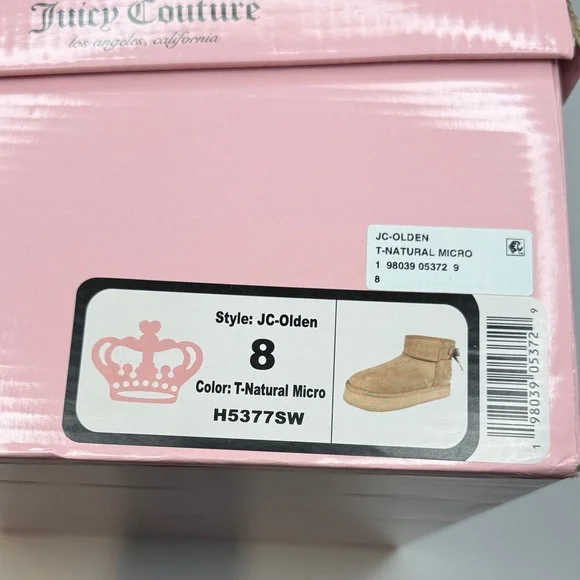 Juicy Couture
los angeles, california
JC-OLDEN
T-NATURAL MICRO
1 98039 05372 9
8
Style: JC-Olden
8
Color: T-Natural Micro
H5377SW
1 98039 05372 9